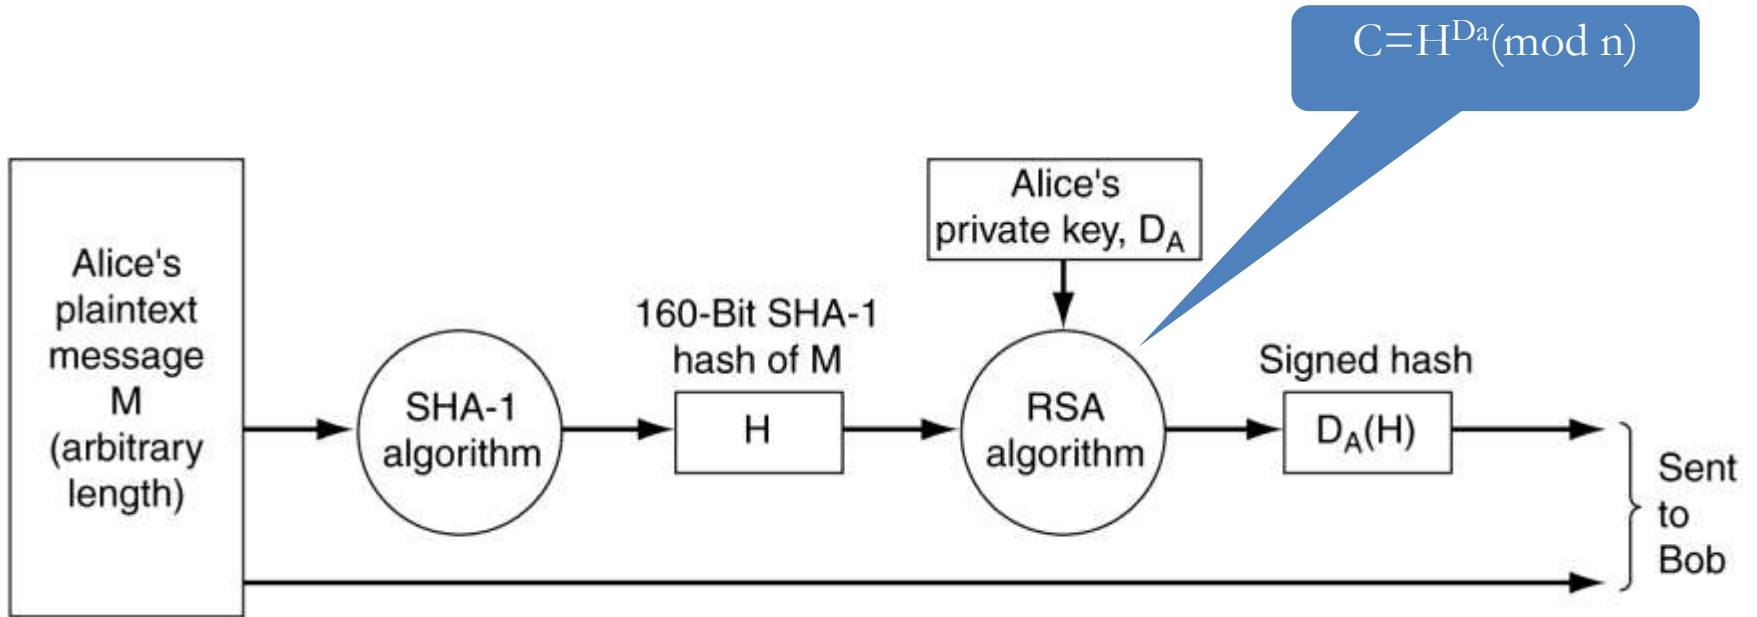 C=H^Da(mod n)
Alice's
private key, D_A
Alice's
plaintext
message
M
(arbitrary
length)
SHA-1
algorithm
160-Bit SHA-1
hash of M
H
RSA
algorithm
Signed hash
D_A(H)
Sent
to
Bob